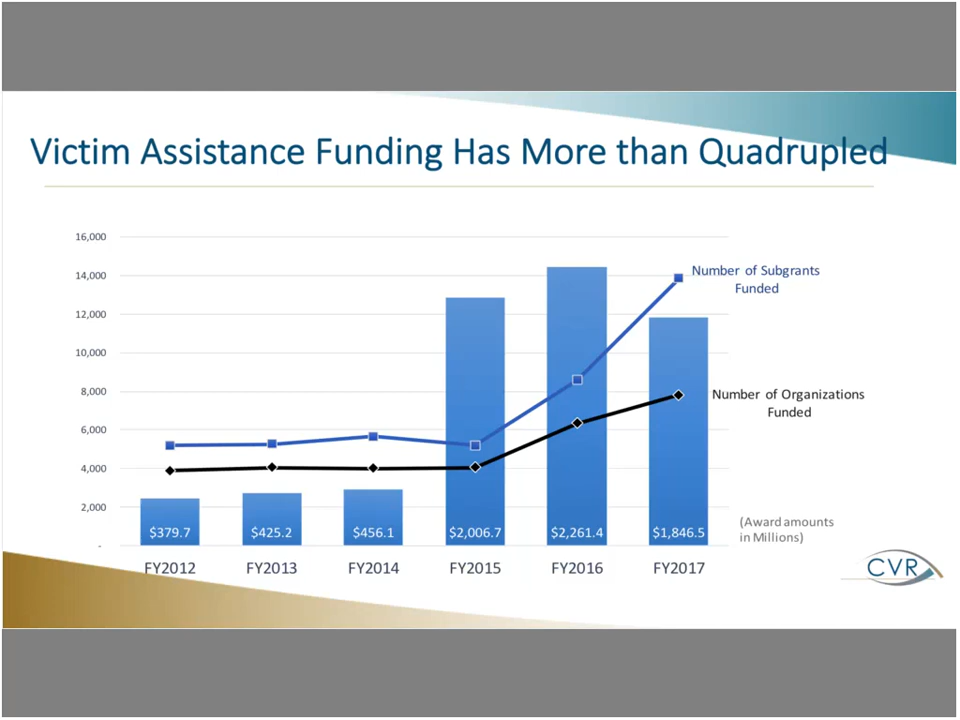 Victim Assistance Funding Has More than Quadrupled
16,000
14,000
12,000
10,000
8,000
6,000
4,000
2,000
-
Number of Subgrants
Funded
Number of Organizations
Funded
(Award amounts
in Millions)
$379.7 $425.2 $456.1 $2,006.7 $2,261.4 $1,846.5
FY2012 FY2013 FY2014 FY2015 FY2016 FY2017
CVR